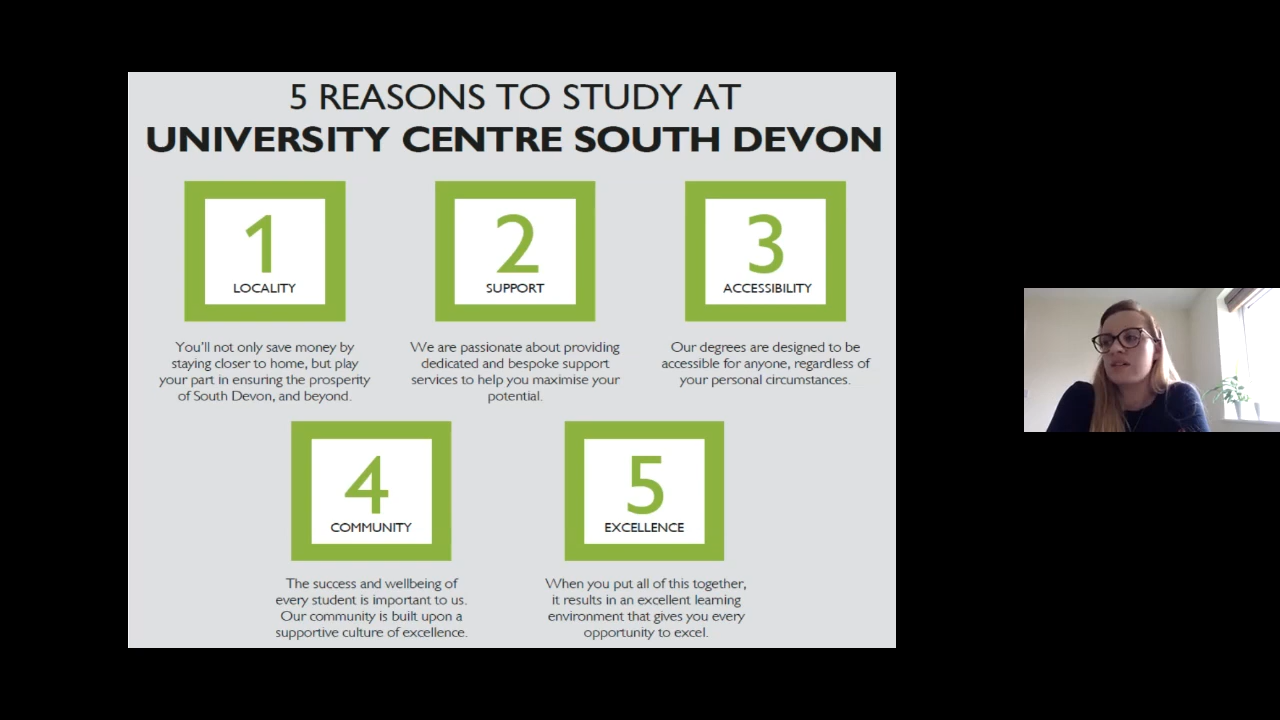 5 REASONS TO STUDY AT
UNIVERSITY CENTRE SOUTH DEVON
1
LOCALITY
You'll not only save money by
staying closer to home, but play
your part in ensuring the prosperity
of South Devon, and beyond.
2
SUPPORT
We are passionate about providing
dedicated and bespoke support
services to help you maximise your
potential.
3
ACCESSIBILITY
Our degrees are designed to be
accessible for anyone, regardless of
your personal circumstances.
4
COMMUNITY
The success and wellbeing of
every student is important to us.
Our community is built upon a
supportive culture of excellence.
5
EXCELLENCE
When you put all of this together,
it results in an excellent learning
environment that gives you every
opportunity to excel.